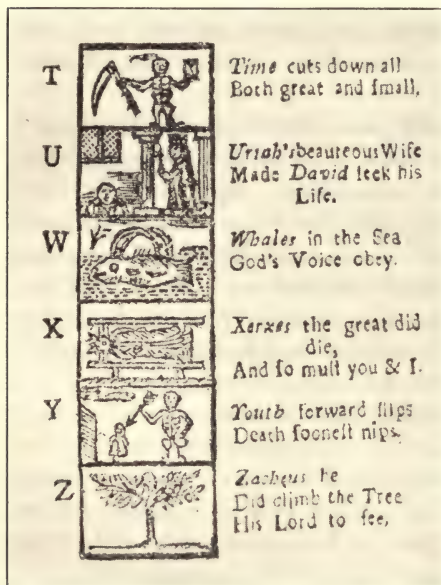 T
Time cuts down all
Both great and ſmall.
U
Uriah's beauteous Wife
Made David ſeek his
Life.
W
Whales in the Sea
God's Voice obey.
X
Xerxes the great did
die,
And ſo muſt you & I.
Y
Youth forward ſlips
Death ſooneſt nips.
Z
Zacheus he
Did climb the Tree
His Lord to ſee,